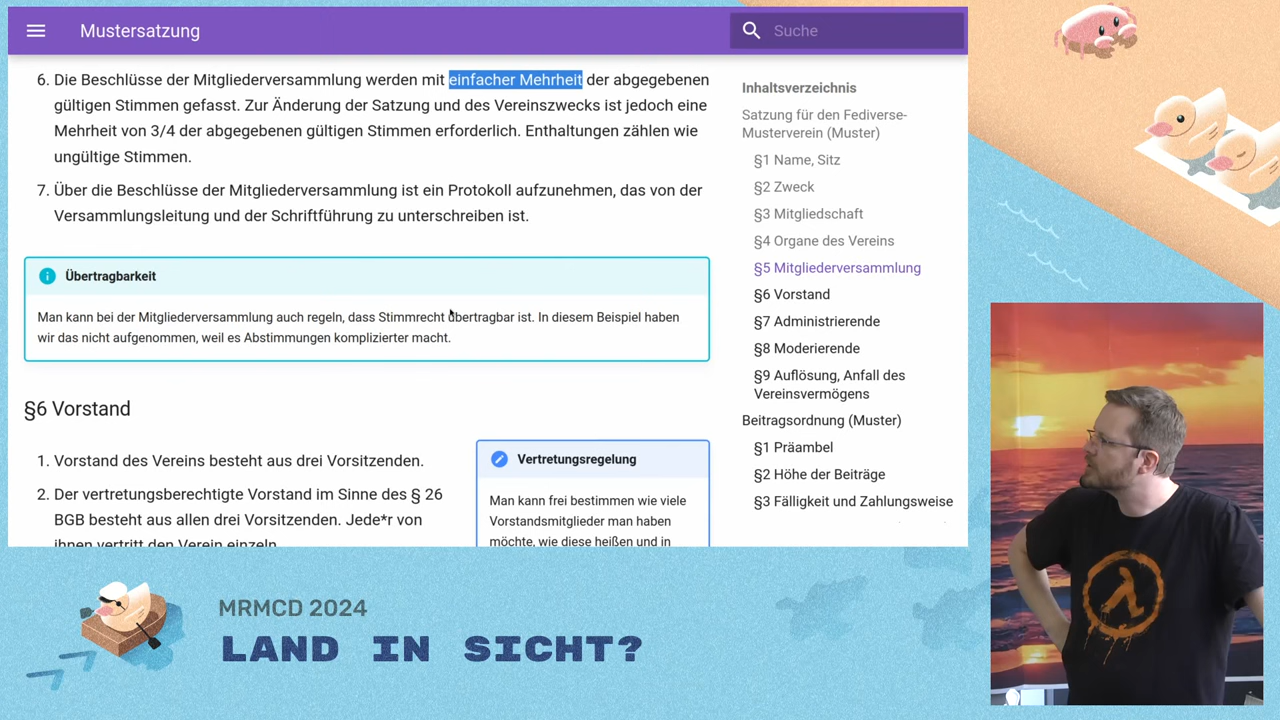 Mustersatzung
Suche
6. Die Beschlüsse der Mitgliederversammlung werden mit einfacher Mehrheit der abgegebenen
gültigen Stimmen gefasst. Zur Änderung der Satzung und des Vereinszwecks ist jedoch eine
Mehrheit von 3/4 der abgegebenen gültigen Stimmen erforderlich. Enthaltungen zählen wie
ungültige Stimmen.
7. Über die Beschlüsse der Mitgliederversammlung ist ein Protokoll aufzunehmen, das von der
Versammlungsleitung und der Schriftführung zu unterschreiben ist.
Übertragbarkeit
Man kann bei der Mitgliederversammlung auch regeln, dass Stimmrecht übertragbar ist. In diesem Beispiel haben
wir das nicht aufgenommen, weil es Abstimmungen komplizierter macht.
§6 Vorstand
1. Vorstand des Vereins besteht aus drei Vorsitzenden.
2. Der vertretungsberechtigte Vorstand im Sinne des § 26
BGB besteht aus allen drei Vorsitzenden. Jede*r von
ihnen vertritt den Verein einzeln
Vertretungsregelung
Man kann frei bestimmen wie viele
Vorstandsmitglieder man haben
möchte, wie diese heißen und in
Inhaltsverzeichnis
Satzung für den Fediverse-
Musterverein (Muster)
§1 Name, Sitz
§2 Zweck
§3 Mitgliedschaft
§4 Organe des Vereins
§5 Mitgliederversammlung
§6 Vorstand
§7 Administrierende
§8 Moderierende
§9 Auflösung, Anfall des
Vereinsvermögens
Beitragsordnung (Muster)
§1 Präambel
§2 Höhe der Beiträge
§3 Fälligkeit und Zahlungsweise
MRMCD 2024
LAND IN SICHT?